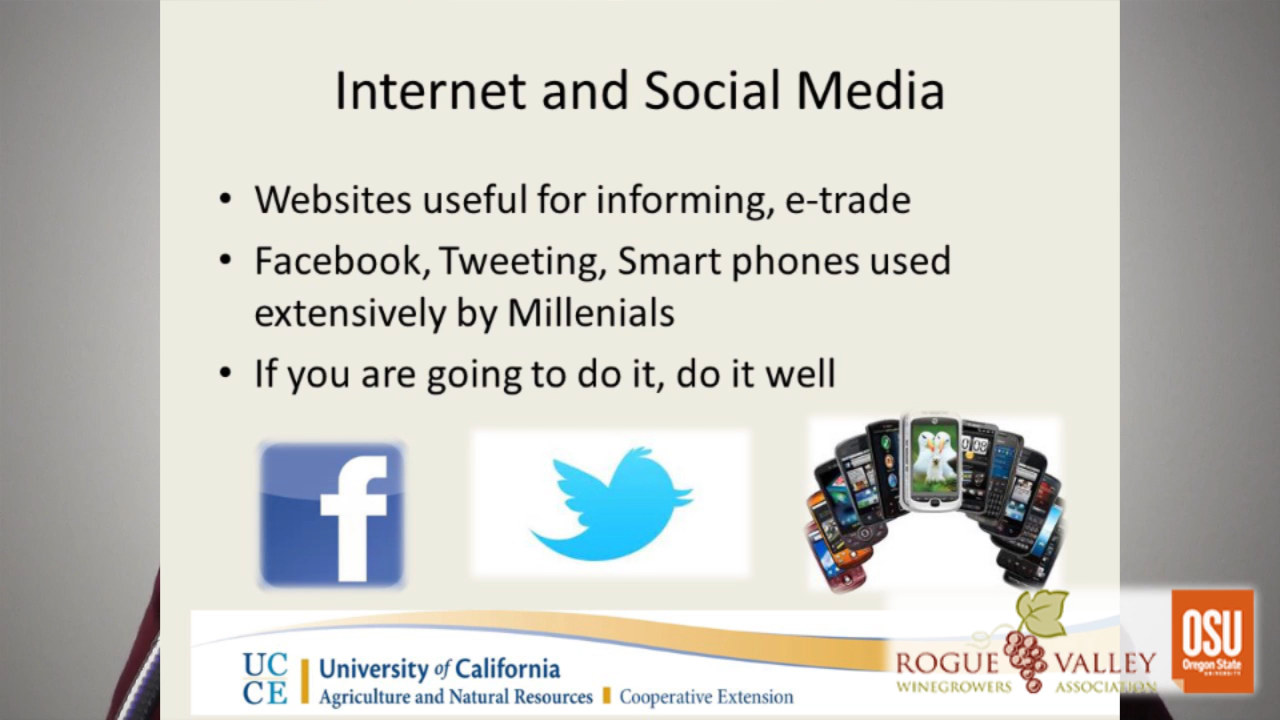 Internet and Social Media
• Websites useful for informing, e-trade
• Facebook, Tweeting, Smart phones used
extensively by Millenials
• If you are going to do it, do it well
f
UC
CE
University of California
Agriculture and Natural Resources
Cooperative Extension
ROGUE VALLEY
WINEGROWERS ASSOCIATION
OSU
Oregon State
UNIVERSITY